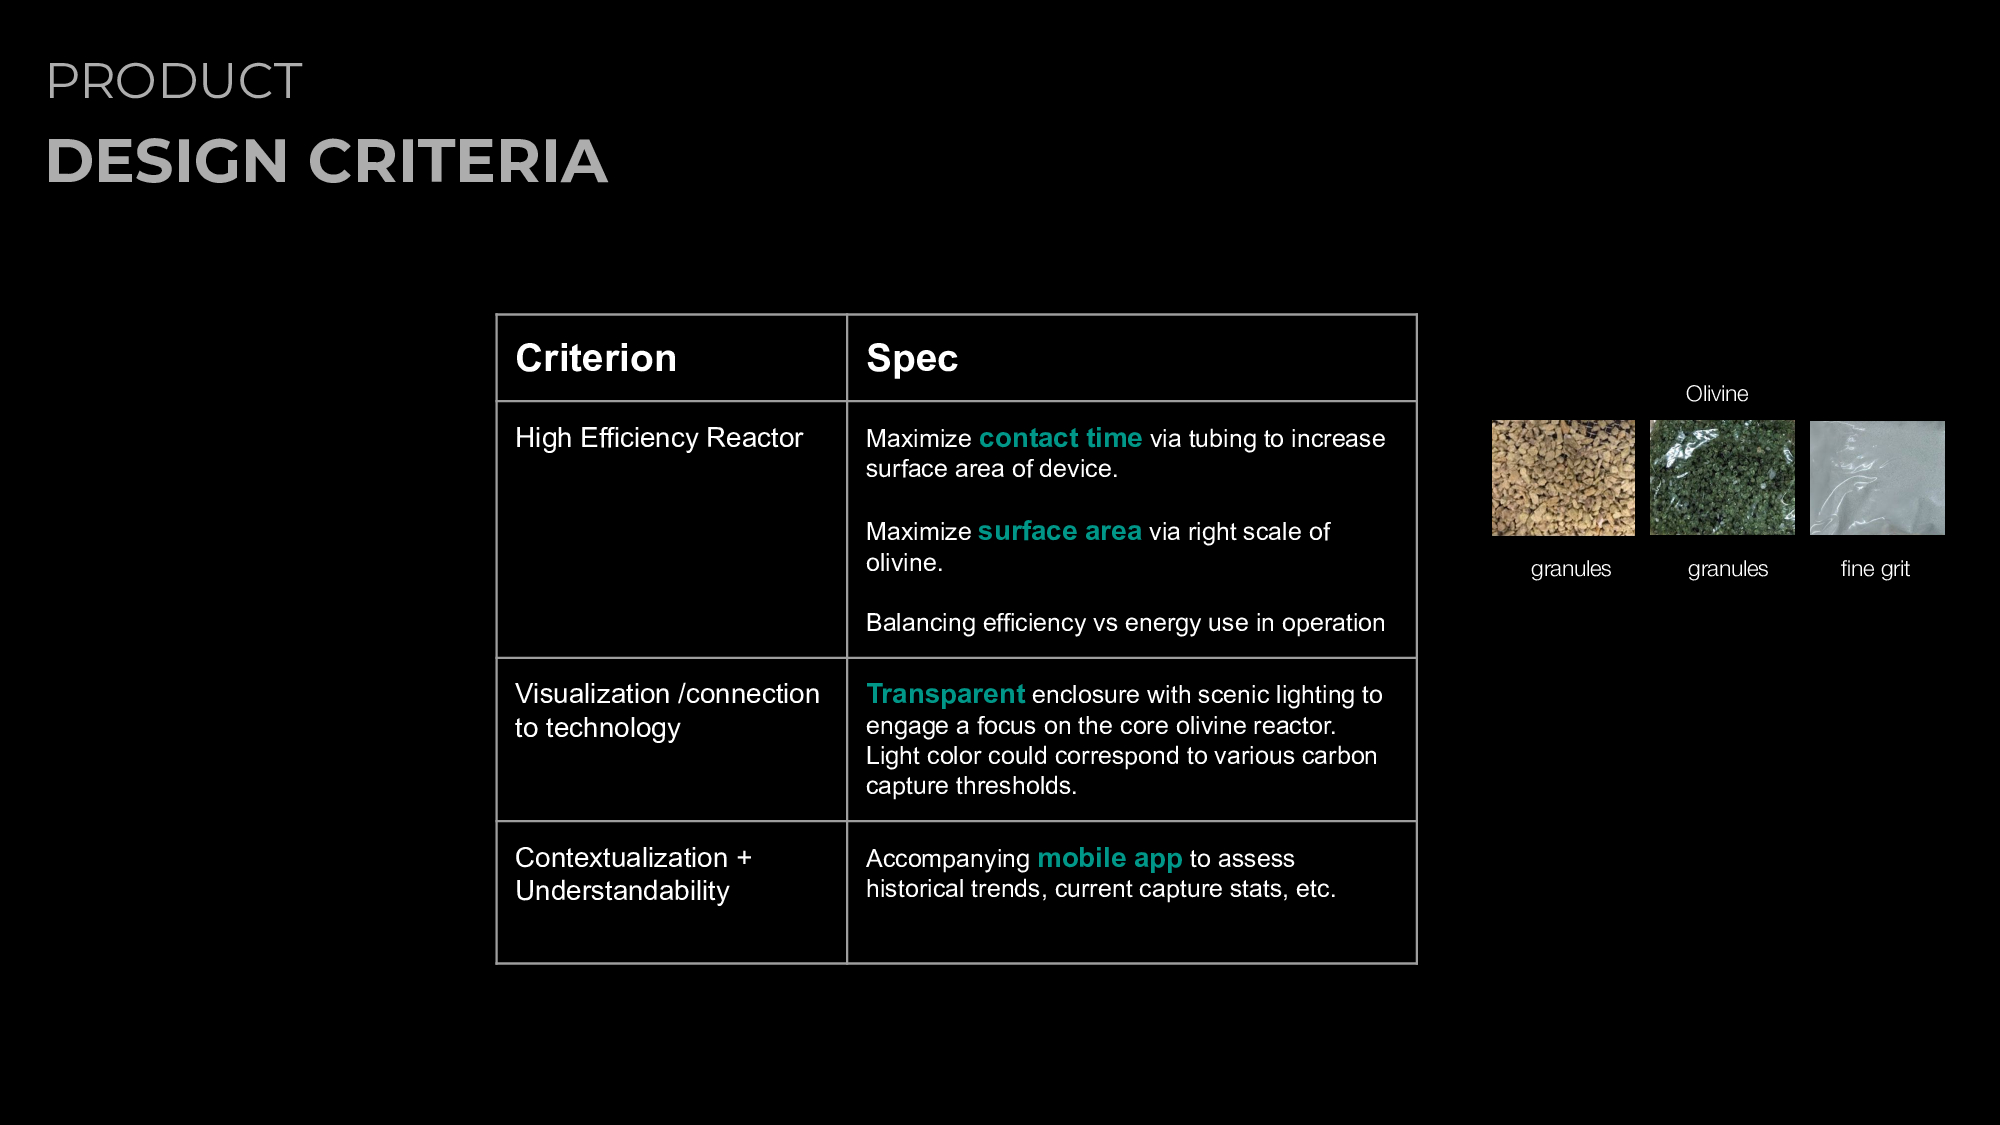 PRODUCT
DESIGN CRITERIA
Criterion
Spec
High Efficiency Reactor
Maximize contact time via tubing to increase
surface area of device.
Maximize surface area via right scale of
olivine.
Balancing efficiency vs energy use in operation
Visualization /connection
to technology
Transparent enclosure with scenic lighting to
engage a focus on the core olivine reactor.
Light color could correspond to various carbon
capture thresholds.
Contextualization +
Understandability
Accompanying mobile app to assess
historical trends, current capture stats, etc.
Olivine
granules
granules
fine grit